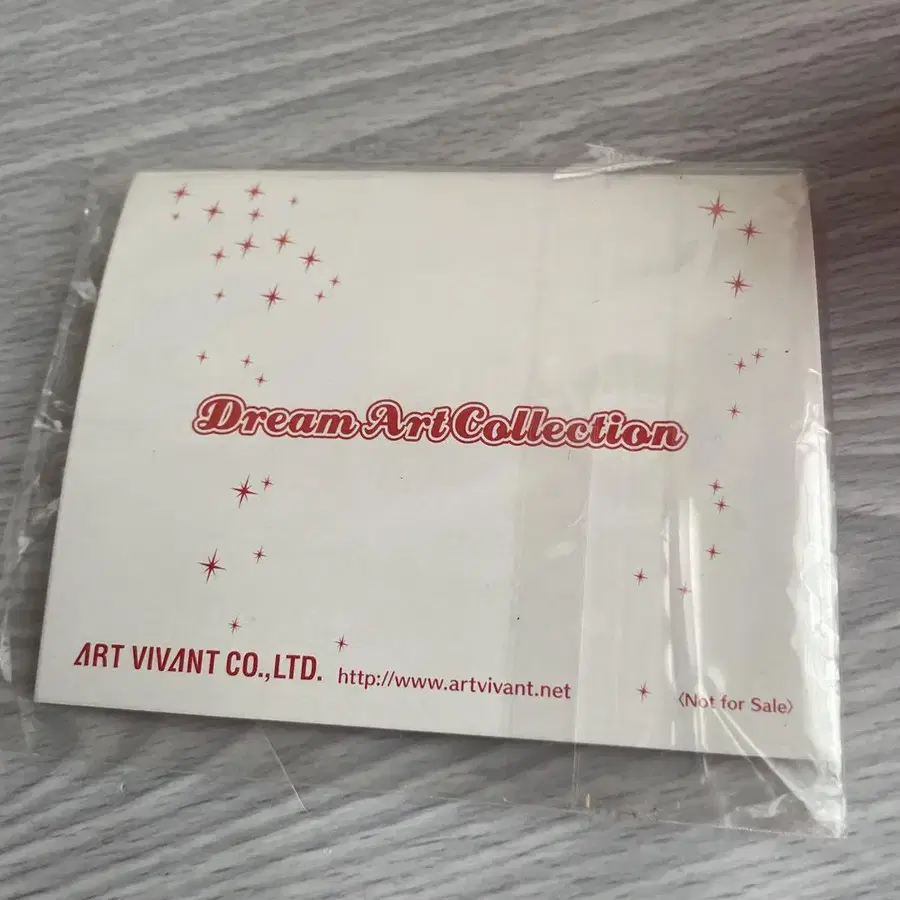 Dream Art Collection
ART VIVANT CO.,LTD. http://www.artvivant.net
〈Not for Sale〉